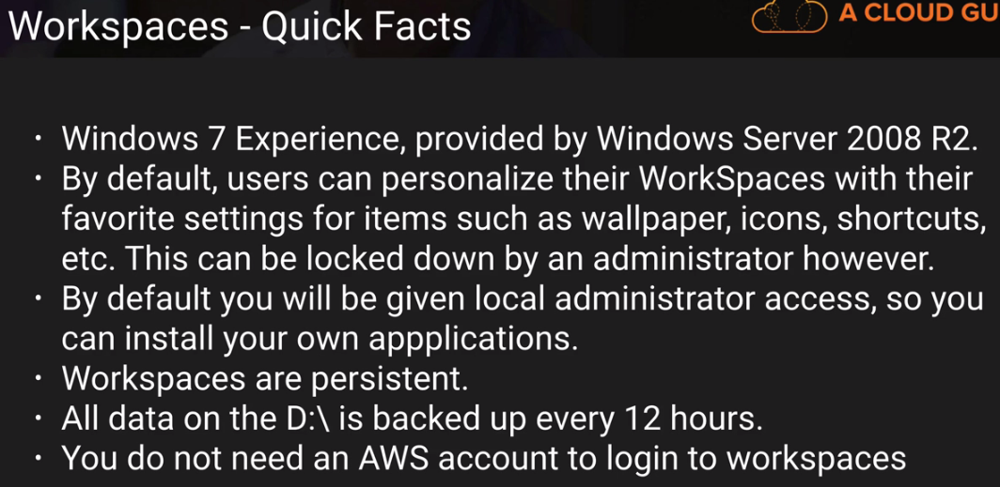 Workspaces - Quick Facts
A CLOUD GU
• Windows 7 Experience, provided by Windows Server 2008 R2.
• By default, users can personalize their WorkSpaces with their
favorite settings for items such as wallpaper, icons, shortcuts,
etc. This can be locked down by an administrator however.
• By default you will be given local administrator access, so you
can install your own appplications.
• Workspaces are persistent.
• All data on the D:\ is backed up every 12 hours.
• You do not need an AWS account to login to workspaces